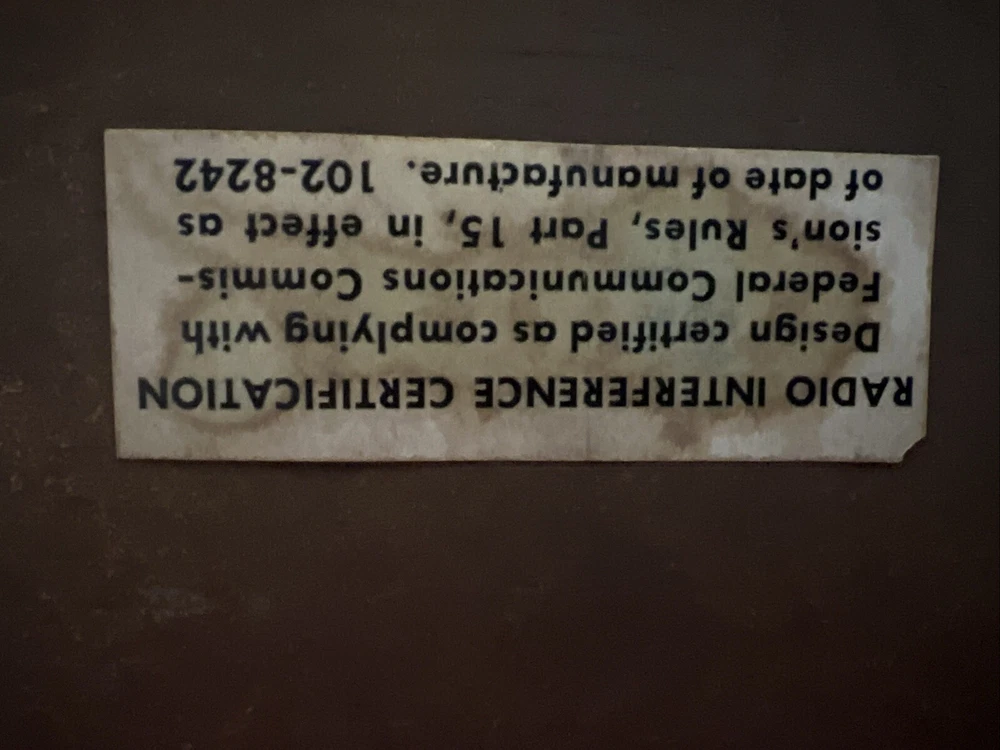 RADIO INTERFERENCE CERTIFICATION
Design certified as complying with
Federal Communications Commis-
sion's Rules, Part 15, in effect as
of date of manufacture. 102-8242